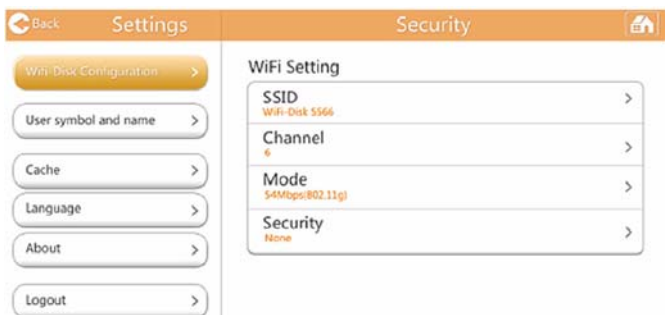 Back
Settings
Security
Wifi-Disk Configuration
User symbol and name
Cache
Language
About
Logout
WiFi Setting
SSID
WiFi-Disk 5566
Channel
6
Mode
54Mbps(802.11g)
Security
None